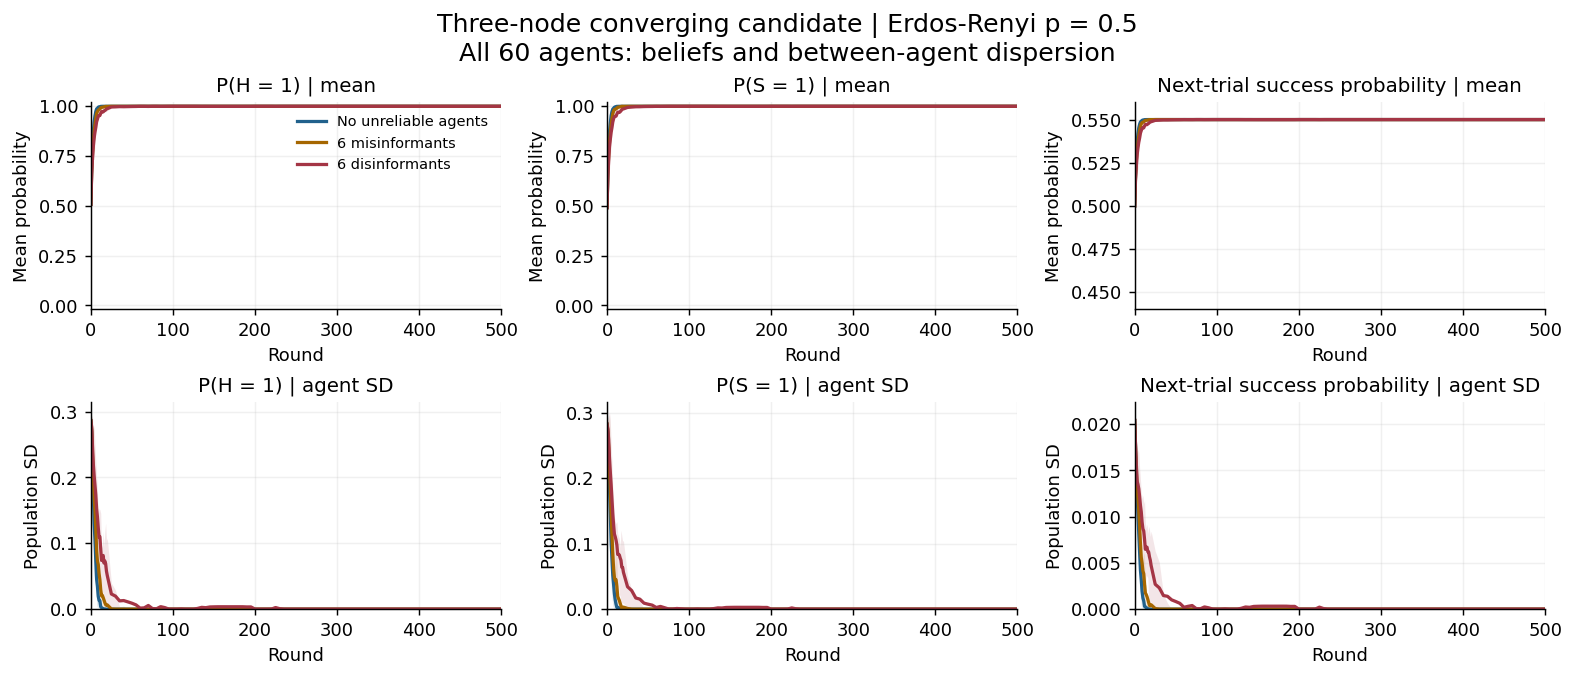 Three-node converging candidate | Erdos-Renyi p = 0.5
All 60 agents: beliefs and between-agent dispersion
P(H = 1) | mean
Mean probability
1.00
0.75
0.50
0.25
0.00
No unreliable agents
6 misinformants
6 disinformants
0 100 200 300 400 500
Round
P(S = 1) | mean
Mean probability
1.00
0.75
0.50
0.25
0.00
0 100 200 300 400 500
Round
Next-trial success probability | mean
Mean probability
0.550
0.525
0.500
0.475
0.450
0 100 200 300 400 500
Round
P(H = 1) | agent SD
Population SD
0.3
0.2
0.1
0.0
0 100 200 300 400 500
Round
P(S = 1) | agent SD
Population SD
0.3
0.2
0.1
0.0
0 100 200 300 400 500
Round
Next-trial success probability | agent SD
Population SD
0.020
0.015
0.010
0.005
0.000
0 100 200 300 400 500
Round